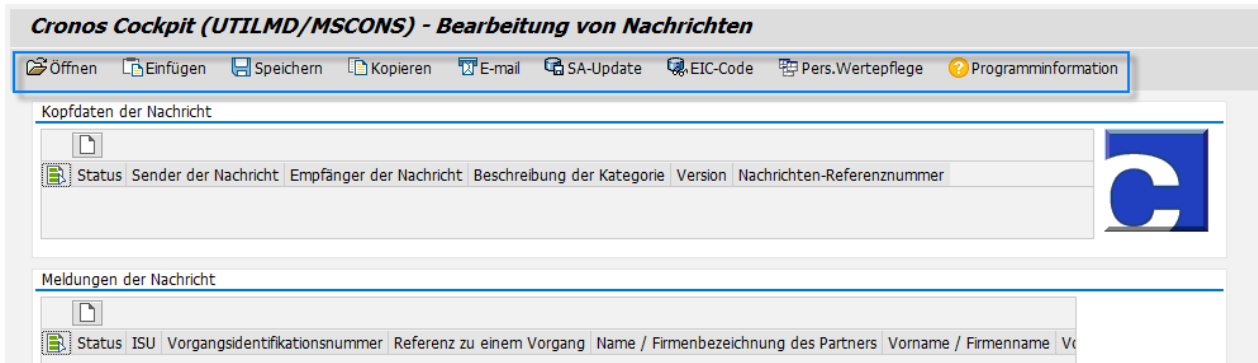 Cronos Cockpit (UTILMD/MSCONS) - Bearbeitung von Nachrichten
Öffnen Einfügen Speichern Kopieren E-mail SA-Update EIC-Code Pers.Wertepflege Programminformation
Kopfdaten der Nachricht
Status Sender der Nachricht Empfänger der Nachricht Beschreibung der Kategorie Version Nachrichten-Referenznummer
c
Meldungen der Nachricht
Status ISU Vorgangsidentifikationsnummer Referenz zu einem Vorgang Name / Firmenbezeichnung des Partners Vorname / Firmenname